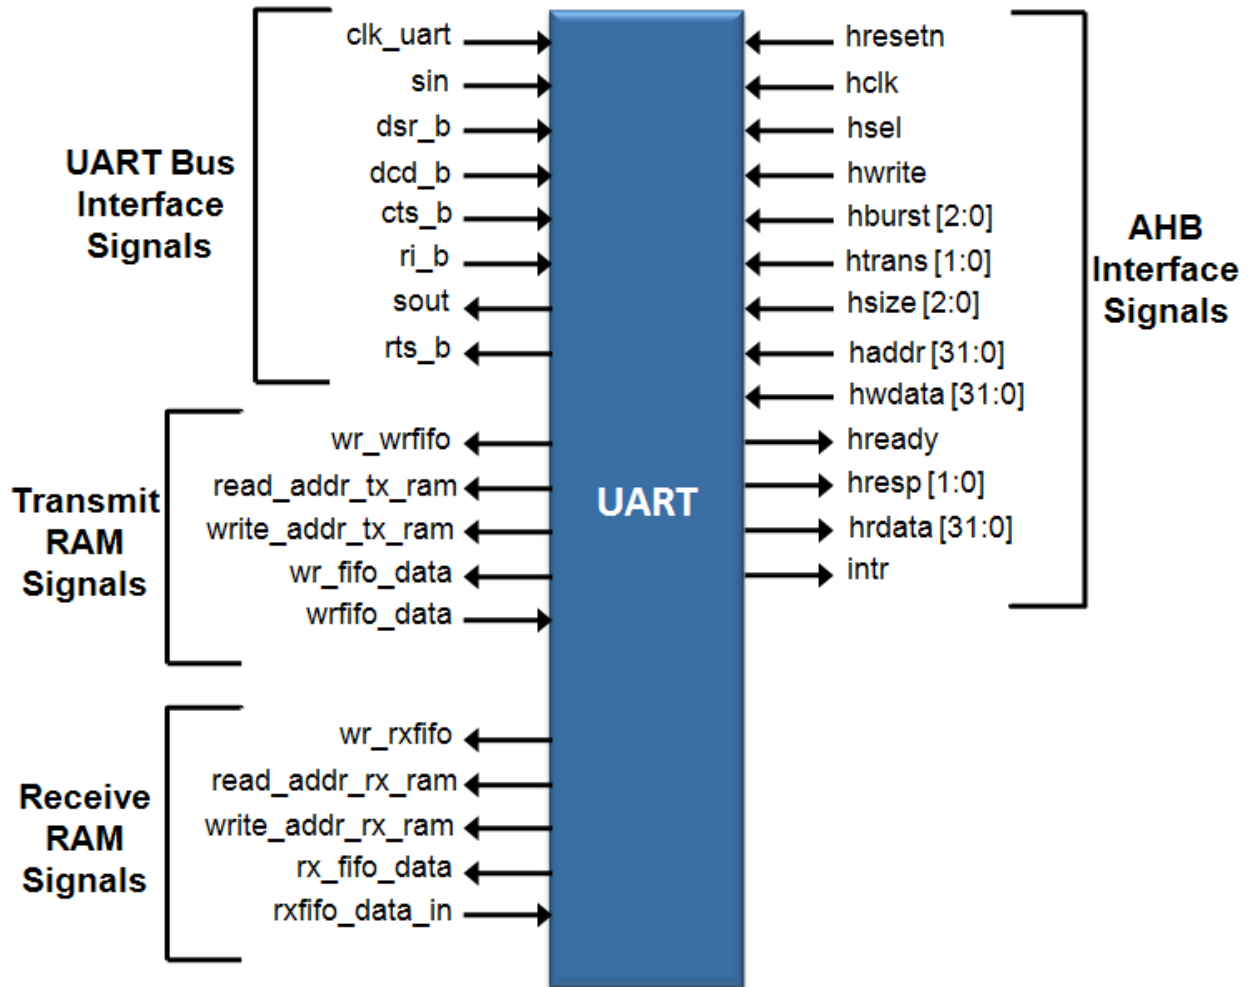 UART Bus
Interface
Signals
clk_uart
sin
dsr_b
dcd_b
cts_b
ri_b
sout
rts_b
Transmit
RAM
Signals
wr_wrfifo
read_addr_tx_ram
write_addr_tx_ram
wr_fifo_data
wrfifo_data
Receive
RAM
Signals
wr_rxfifo
read_addr_rx_ram
write_addr_rx_ram
rx_fifo_data
rxfifo_data_in
UART
hresetn
hclk
hsel
hwrite
hburst [2:0]
htrans [1:0]
hsize [2:0]
haddr [31:0]
hwdata [31:0]
hready
hresp [1:0]
hrdata [31:0]
intr
AHB
Interface
Signals